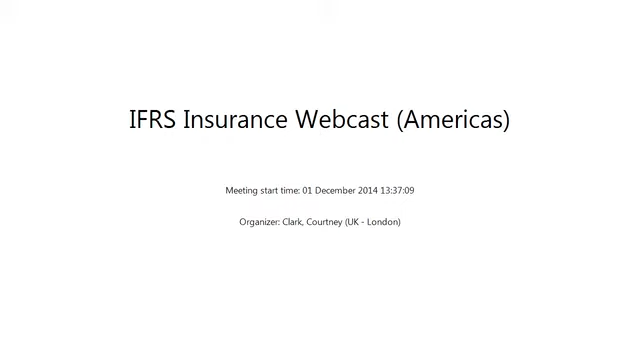 IFRS Insurance Webcast (Americas)
Meeting start time: 01 December 2014 13:37:09
Organizer: Clark, Courtney (UK - London)